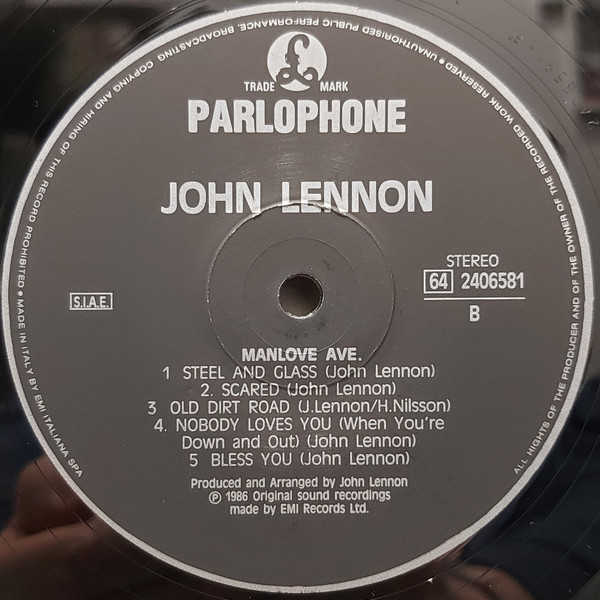 £
TRADE MARK
PARLOPHONE
JOHN LENNON
STEREO
64 2406581
B
S.I.A.E.
MANLOVE AVE.
1 STEEL AND GLASS (John Lennon)
2. SCARED (John Lennon)
3 OLD DIRT ROAD (J.Lennon/H.Nilsson)
4. NOBODY LOVES YOU (When You're
Down and Out) (John Lennon)
5 BLESS YOU (John Lennon)
Produced and Arranged by John Lennon
℗ 1986 Original sound recordings
made by EMI Records Ltd.
ALL HIGHTS OF THE PRODUCER AND OF THE OWNER OF THE RECORDED WORK RESERVED • UNAUTHORISED PUBLIC PERFORMANCE, BROADCASTING COPYING AND HIRING OF THIS RECORD PROHIBITED • MADE IN ITALY BY EMI ITALIANA SPA